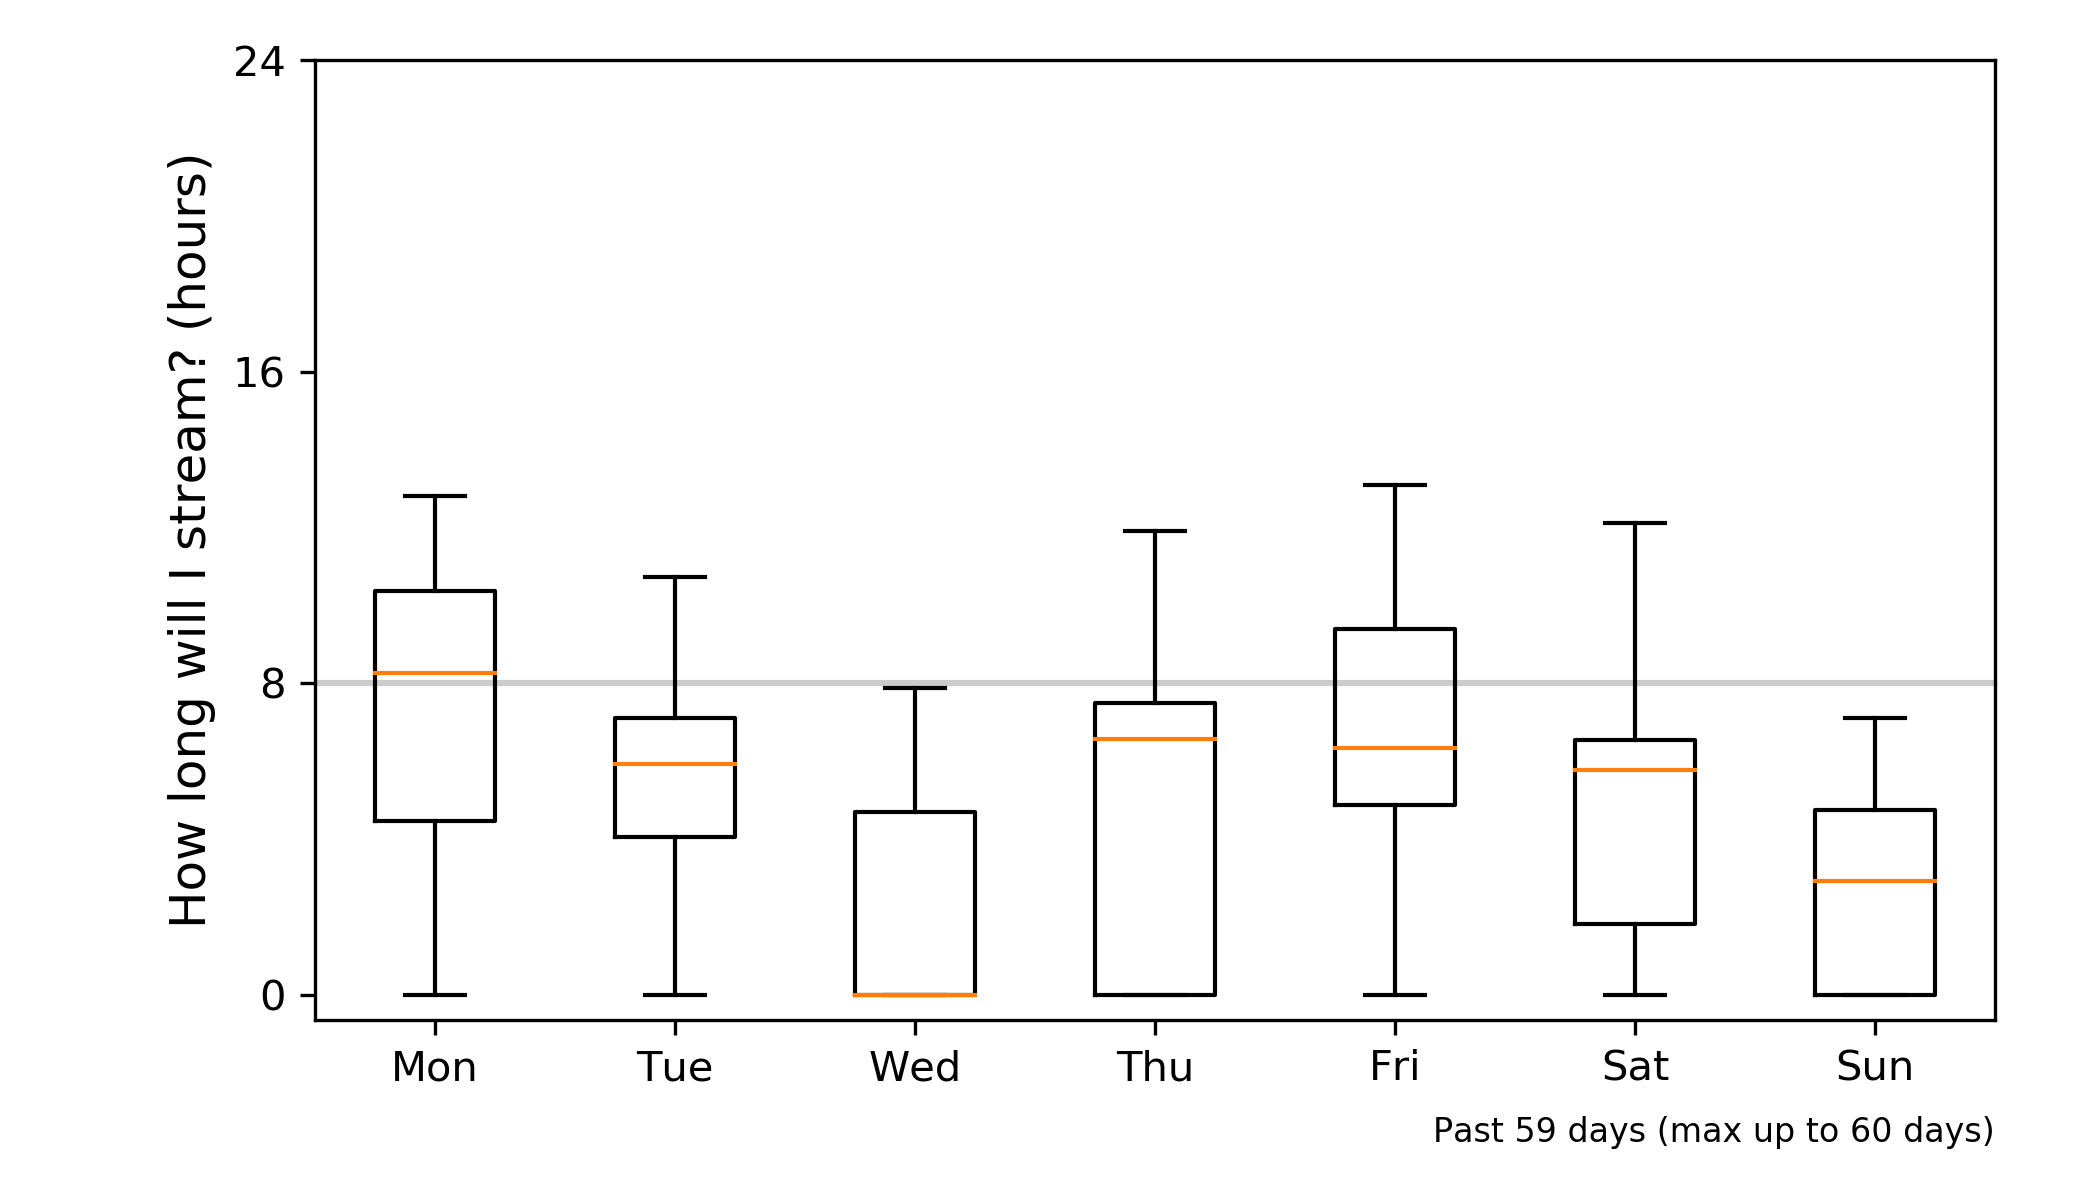 How long will I stream? (hours)
24
16
8
0
Mon Tue Wed Thu Fri Sat Sun
Past 59 days (max up to 60 days)